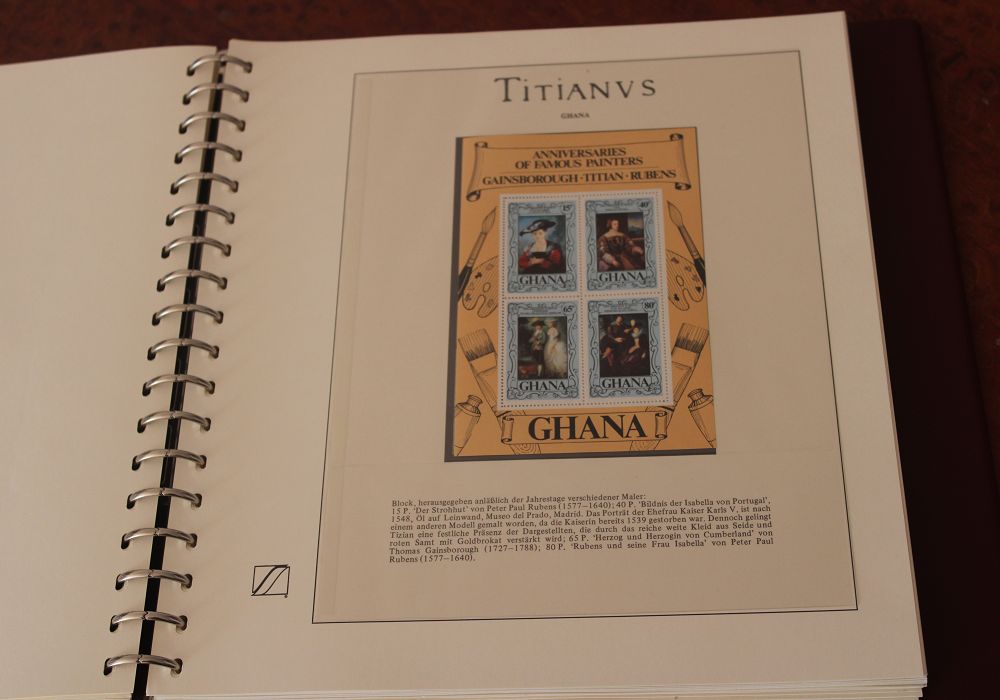 TITIANVS
GHANA
ANNIVERSARIES
OF FAMOUS PAINTERS
GAINSBOROUGH · TITIAN · RUBENS
15P
40P
GHANA
GHANA
65P
80P
GHANA
GHANA
GHANA
Block, herausgegeben anläßlich der Jahrestage verschiedener Maler:
15 P. 'Der Strohhut' von Peter Paul Rubens (1577—1640); 40 P. 'Bildnis der Isabella von Portugal',
1548, Öl auf Leinwand, Museo del Prado, Madrid. Das Porträt der Ehefrau Kaiser Karls V. ist nach
einem anderen Modell gemalt worden, da die Kaiserin bereits 1539 gestorben war. Dennoch gelingt
Tizian eine festliche Präsenz der Dargestellten, die durch das reiche weite Kleid aus Seide und
roten Samt mit Goldbrokat verstärkt wird; 65 P. 'Herzog und Herzogin von Cumberland' von
Thomas Gainsborough (1727—1788); 80 P. 'Rubens und seine Frau Isabella' von Peter Paul
Rubens (1577—1640).